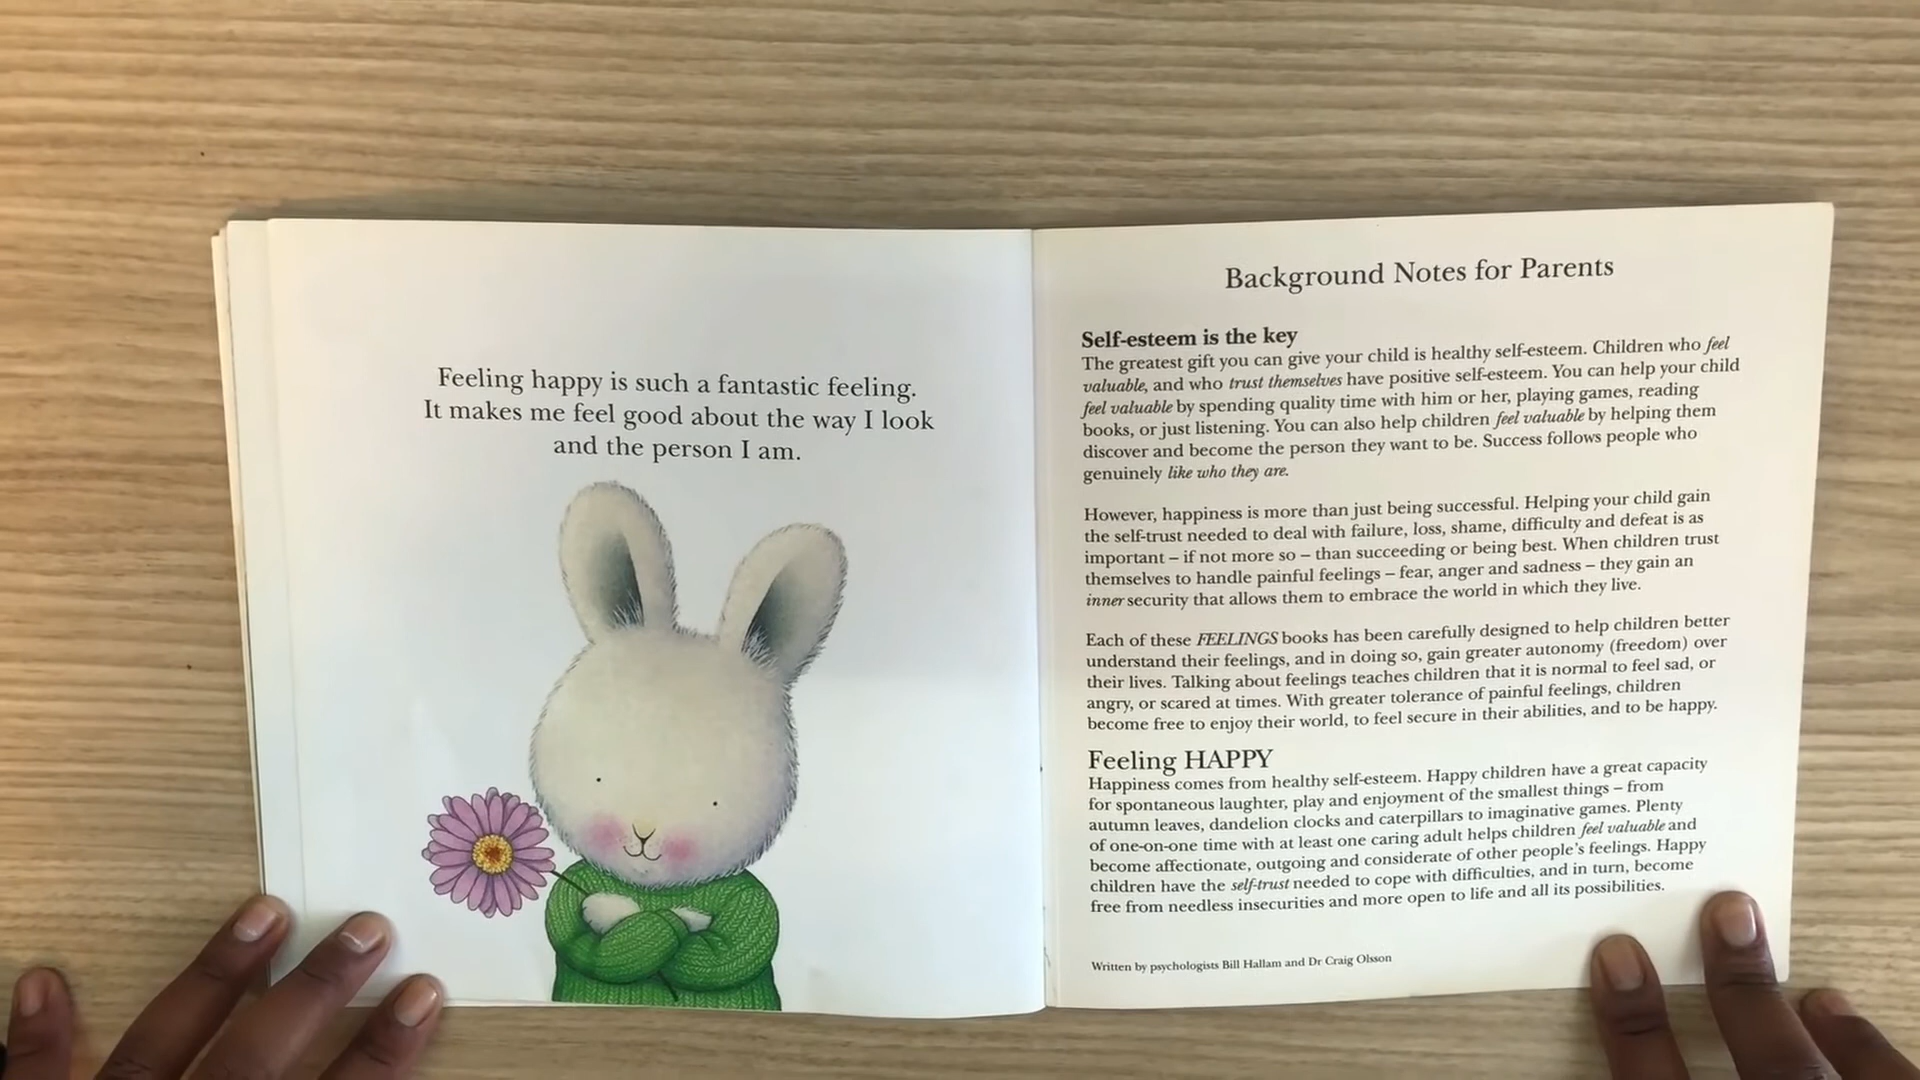 Feeling happy is such a fantastic feeling.
It makes me feel good about the way I look
and the person I am.
Background Notes for Parents
Self-esteem is the key
The greatest gift you can give your child is healthy self-esteem. Children who feel
valuable, and who trust themselves have positive self-esteem. You can help your child
feel valuable by spending quality time with him or her, playing games, reading
books, or just listening. You can also help children feel valuable by helping them
discover and become the person they want to be. Success follows people who
genuinely like who they are.
However, happiness is more than just being successful. Helping your child gain
the self-trust needed to deal with failure, loss, shame, difficulty and defeat is as
important – if not more so – than succeeding or being best. When children trust
themselves to handle painful feelings – fear, anger and sadness – they gain an
inner security that allows them to embrace the world in which they live.
Each of these FEELINGS books has been carefully designed to help children better
understand their feelings, and in doing so, gain greater autonomy (freedom) over
their lives. Talking about feelings teaches children that it is normal to feel sad, or
angry, or scared at times. With greater tolerance of painful feelings, children
become free to enjoy their world, to feel secure in their abilities, and to be happy.
Feeling HAPPY
Happiness comes from healthy self-esteem. Happy children have a great capacity
for spontaneous laughter, play and enjoyment of the smallest things – from
autumn leaves, dandelion clocks and caterpillars to imaginative games. Plenty
of one-on-one time with at least one caring adult helps children feel valuable and
become affectionate, outgoing and considerate of other people's feelings. Happy
children have the self-trust needed to cope with difficulties, and in turn, become
free from needless insecurities and more open to life and all its possibilities.
Written by psychologists Bill Hallam and Dr Craig Olsson